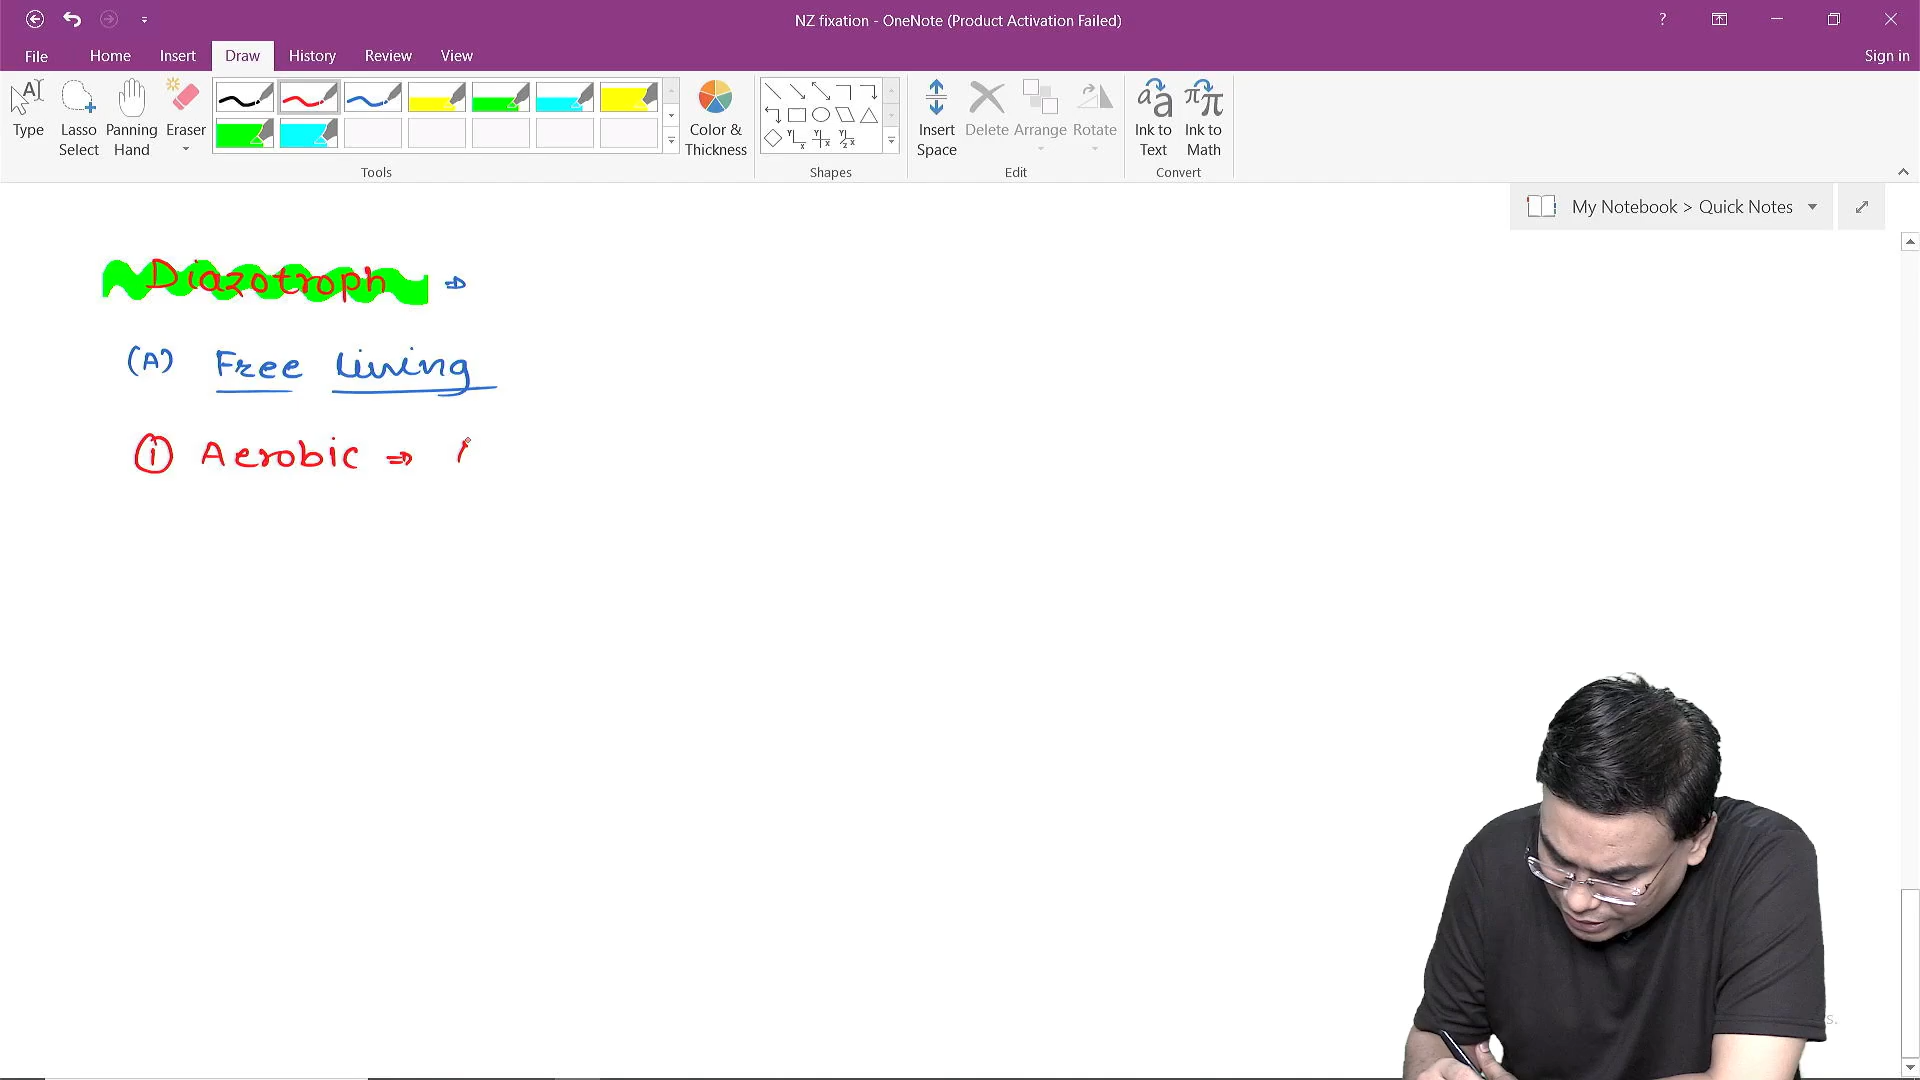 NZ fixation - OneNote (Product Activation Failed)
?
File Home Insert Draw History Review View
Sign in
Type
Lasso Select
Panning Hand
Eraser
Color & Thickness
Insert Space
Delete
Arrange
Rotate
Ink to Text
Ink to Math
Tools
Shapes
Edit
Convert
My Notebook > Quick Notes
Diazotroph ⇒
(A) Free Living
(i) Aerobic ⇒